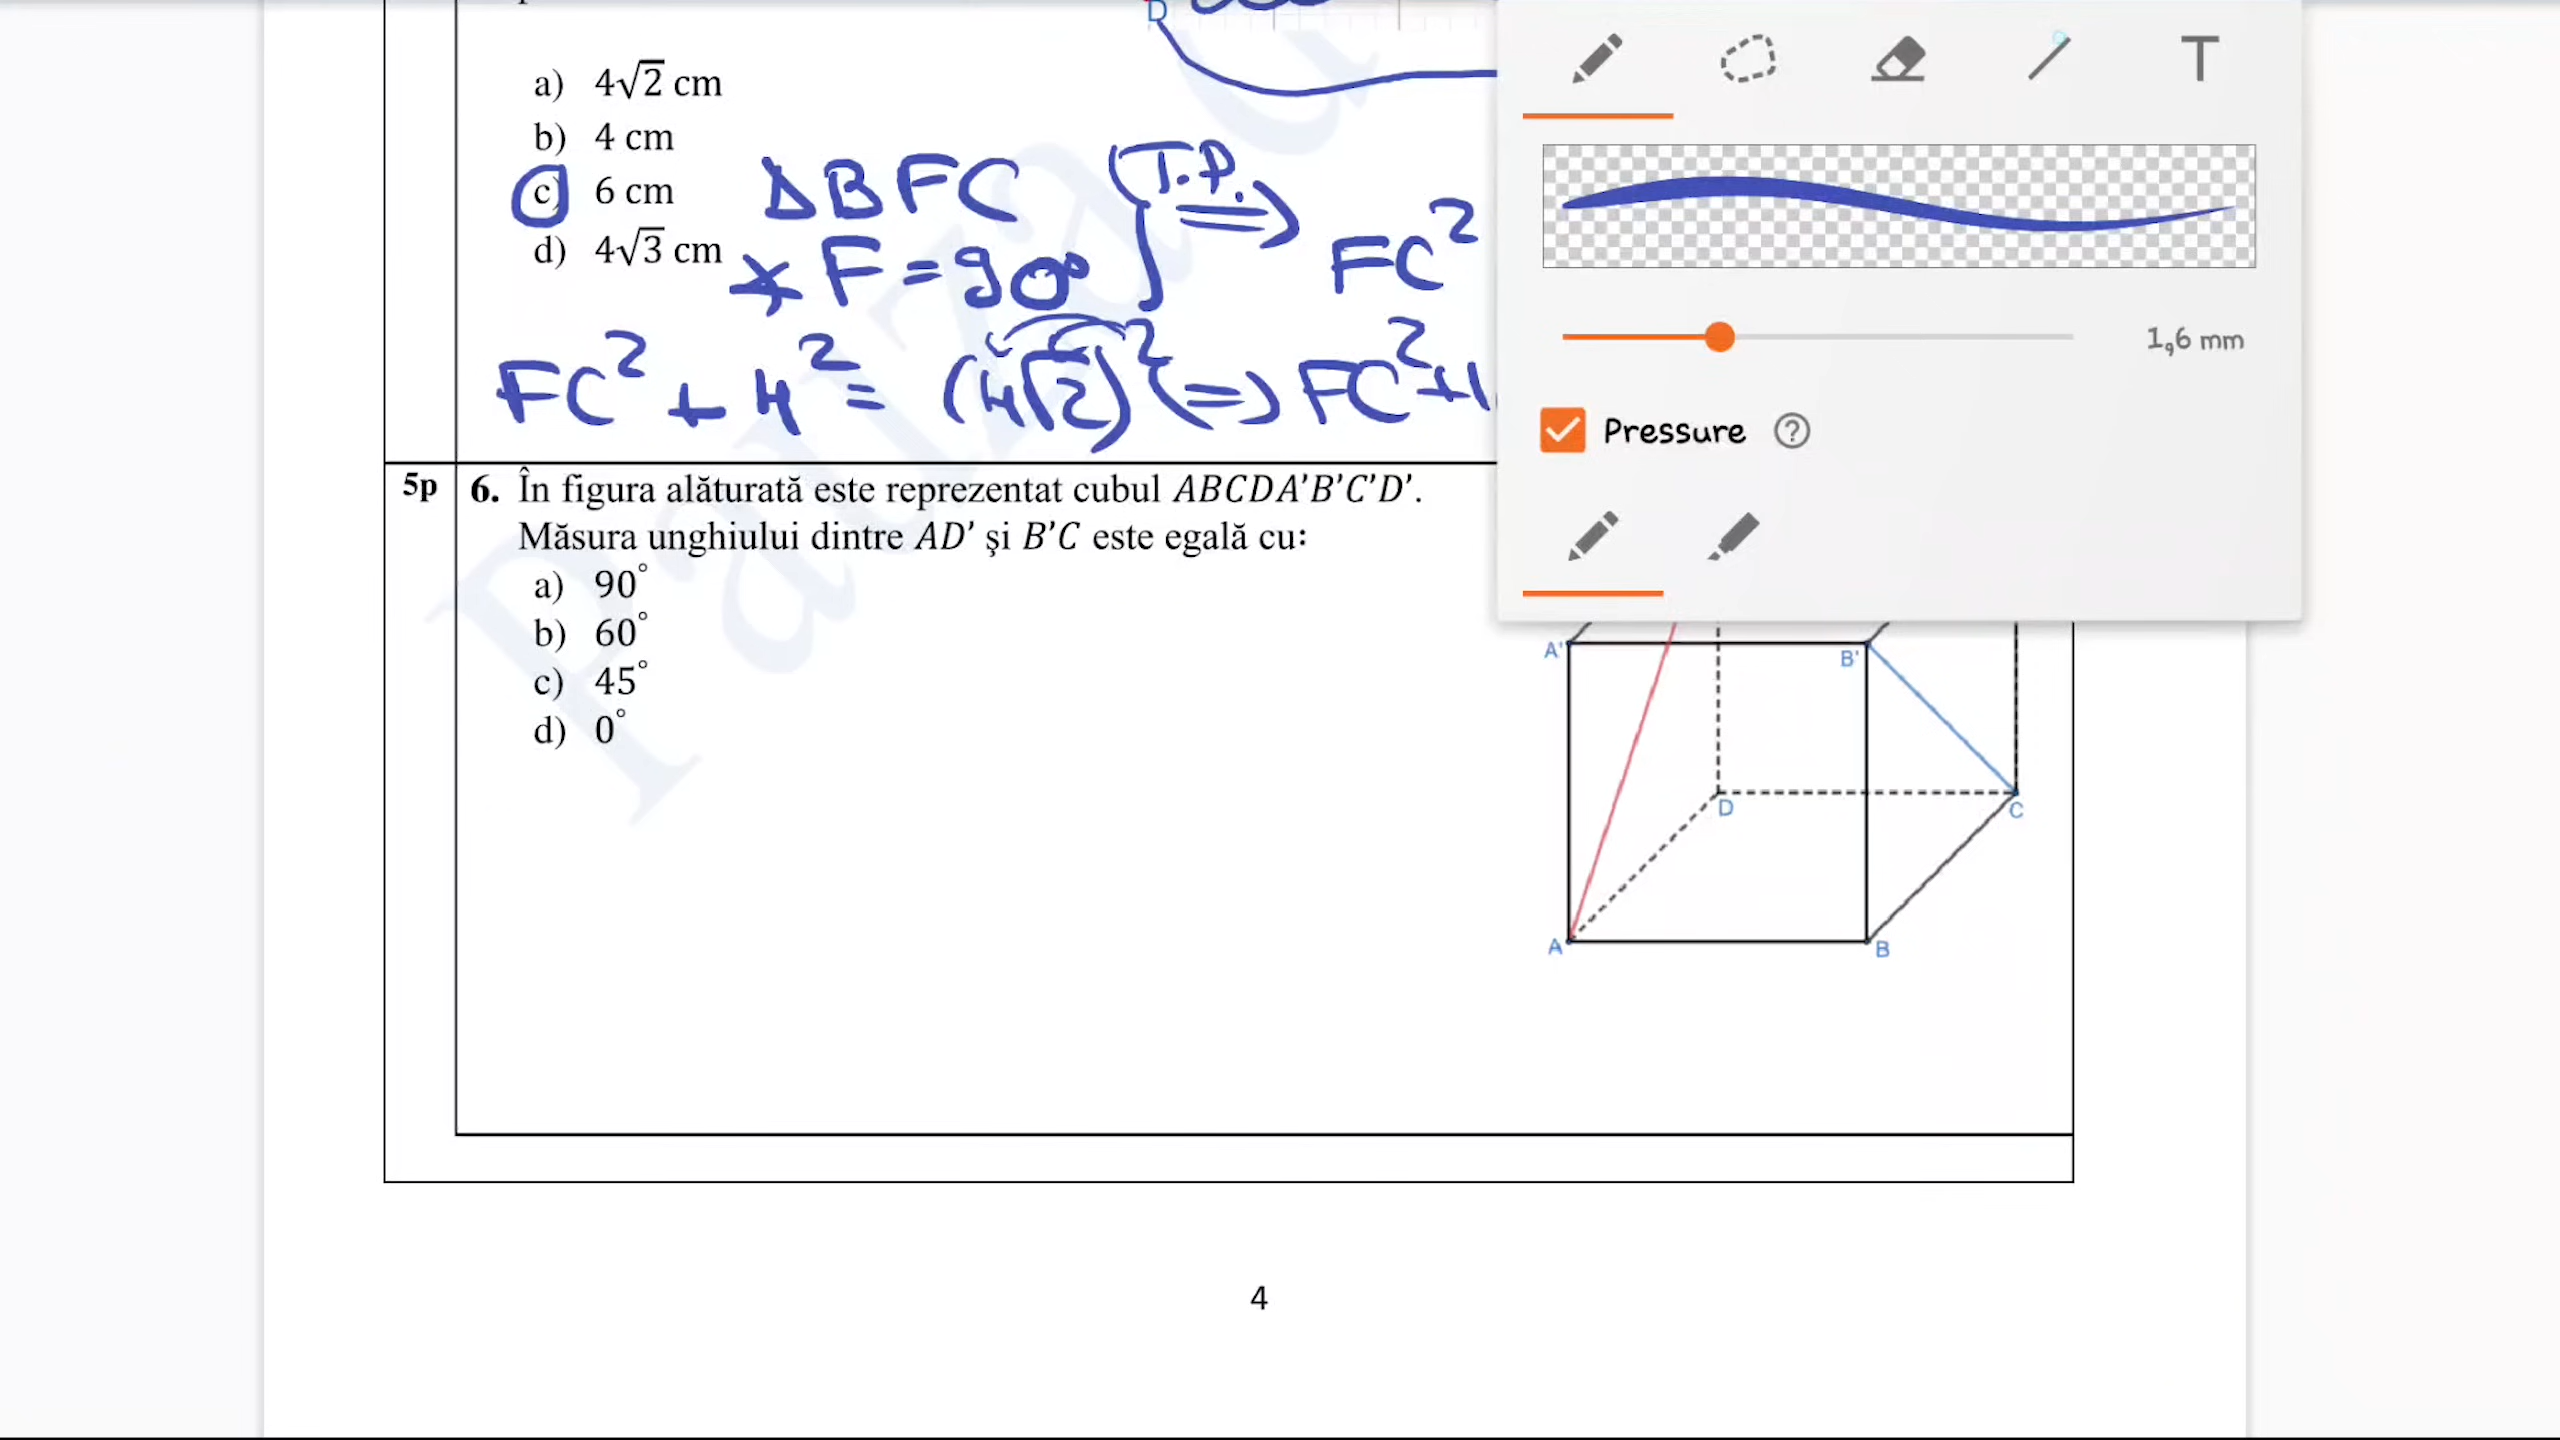 D
a) 4√2 cm
b) 4 cm
c) 6 cm
d) 4√3 cm
Δ BFC
∢ F = 90°
T.P. ⟹ FC²
FC² + 4² = (4√2)² (=) FC² + 1
5p 6. În figura alăturată este reprezentat cubul ABCDA’B’C’D’.
Măsura unghiului dintre AD’ și B’C este egală cu:
a) 90°
b) 60°
c) 45°
d) 0°
T
1,6 mm
Pressure ?
A' B'
D C
A B
4